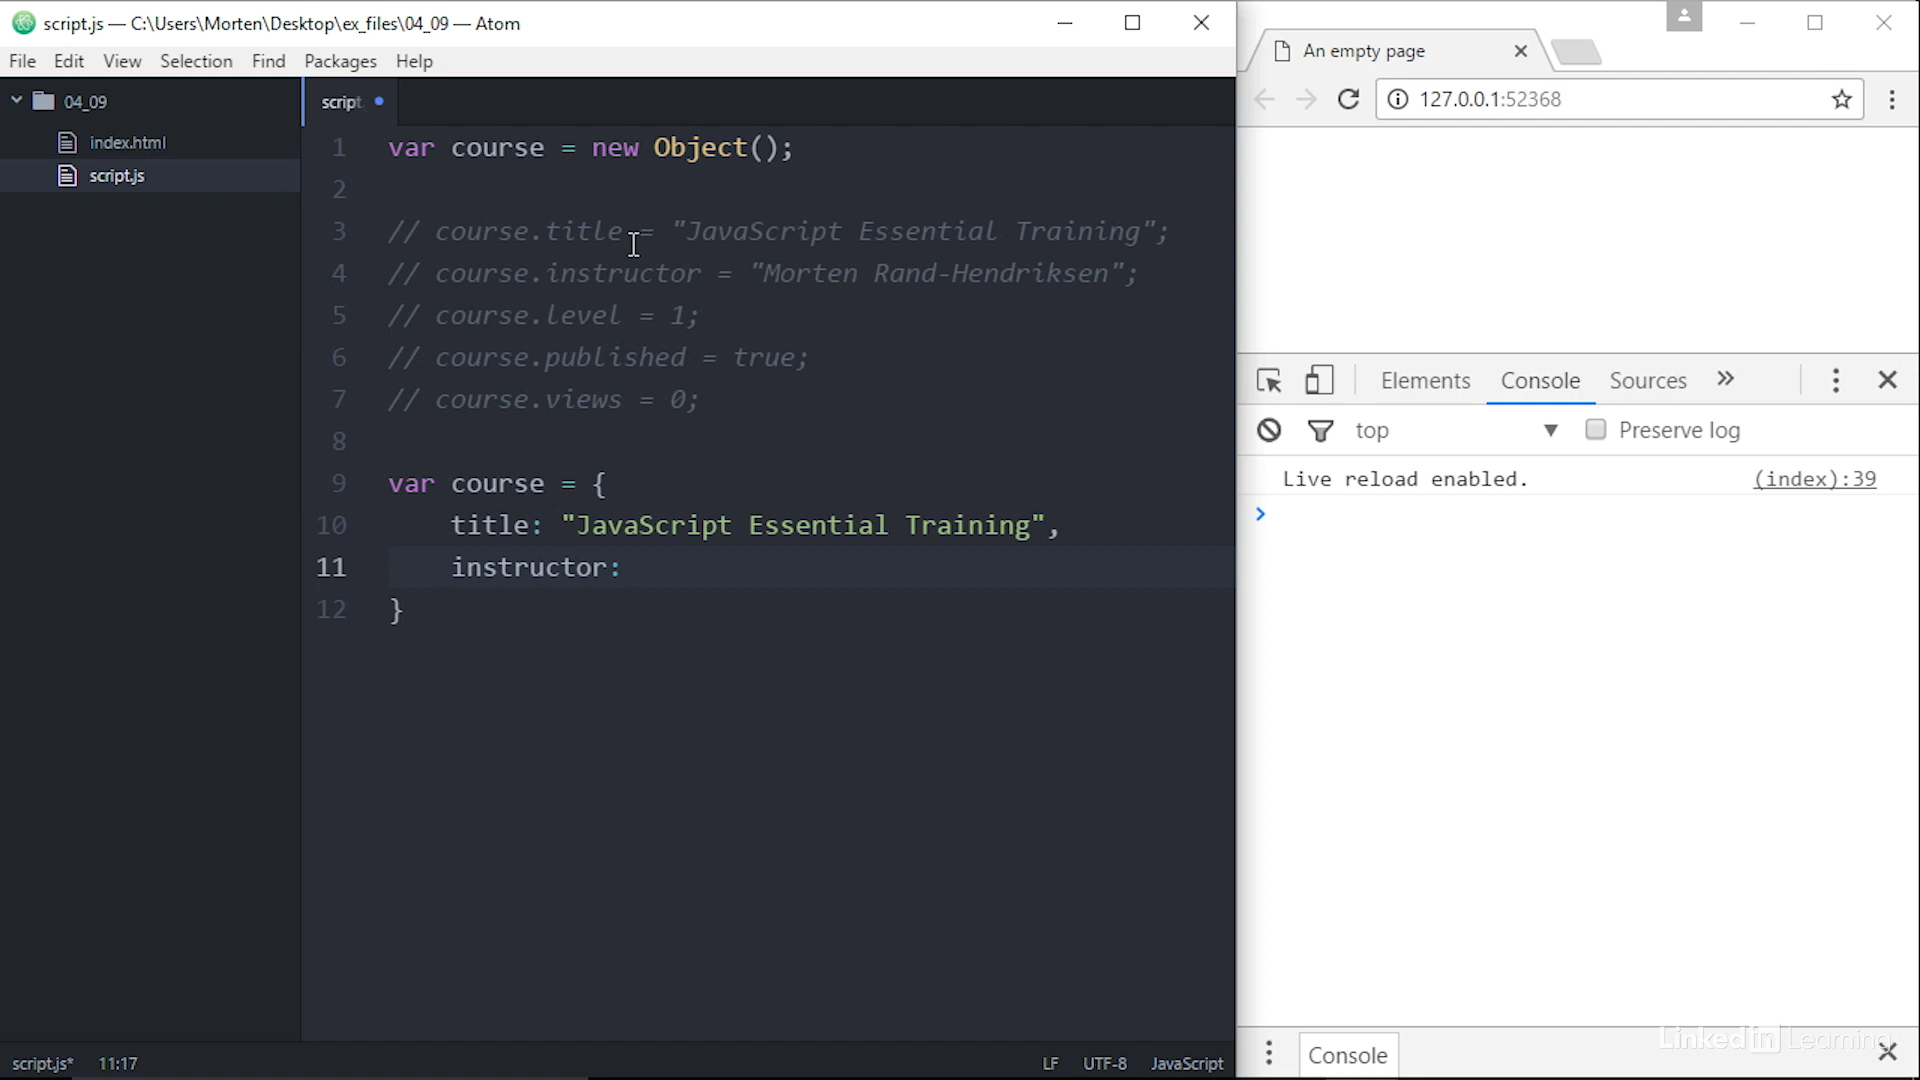 script.js — C:\Users\Morten\Desktop\ex_files\04_09 — Atom
File Edit View Selection Find Packages Help
04_09
index.html
script.js
script
1 var course = new Object();
2
3 // course.title = "JavaScript Essential Training";
4 // course.instructor = "Morten Rand-Hendriksen";
5 // course.level = 1;
6 // course.published = true;
7 // course.views = 0;
8
9 var course = {
10 title: "JavaScript Essential Training",
11 instructor:
12 }
script.js* 11:17
LF UTF-8 JavaScript
An empty page
127.0.0.1:52368
Elements Console Sources
top Preserve log
Live reload enabled. (index):39
Console
Linked in Learning